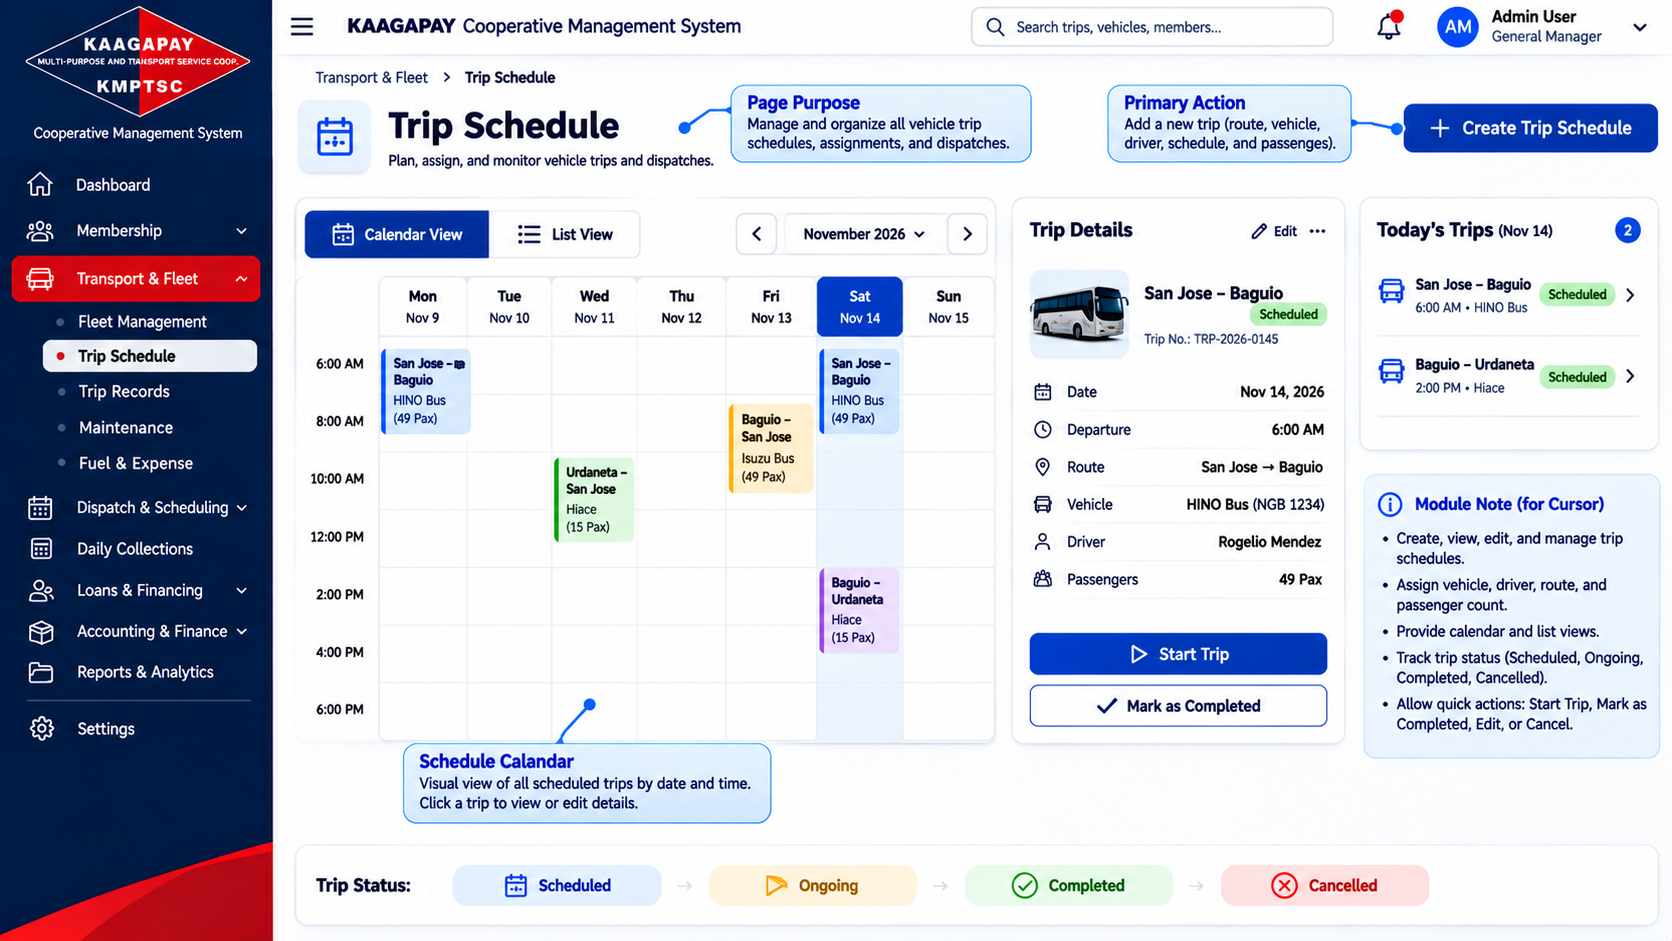 KAAGAPAY
MULTI-PURPOSE AND TRANSPORT SERVICE COOP.
KMPTSC
Cooperative Management System
Dashboard
Membership
Transport & Fleet
Fleet Management
Trip Schedule
Trip Records
Maintenance
Fuel & Expense
Dispatch & Scheduling
Daily Collections
Loans & Financing
Accounting & Finance
Reports & Analytics
Settings
KAAGAPAY Cooperative Management System
Search trips, vehicles, members...
AM
Admin User
General Manager
Transport & Fleet > Trip Schedule
Trip Schedule
Plan, assign, and monitor vehicle trips and dispatches.
Page Purpose
Manage and organize all vehicle trip
schedules, assignments, and dispatches.
Primary Action
Add a new trip (route, vehicle,
driver, schedule, and passenges).
+ Create Trip Schedule
Calendar View
List View
November 2026
Mon
Nov 9
Tue
Nov 10
Wed
Nov 11
Thu
Nov 12
Fri
Nov 13
Sat
Nov 14
Sun
Nov 15
6:00 AM
8:00 AM
10:00 AM
12:00 PM
2:00 PM
4:00 PM
6:00 PM
San Jose –
Baguio
HINO Bus
(49 Pax)
Urdaneta –
San Jose
Hiace
(15 Pax)
Baguio –
San Jose
Isuzu Bus
(49 Pax)
San Jose –
Baguio
HINO Bus
(49 Pax)
Baguio –
Urdaneta
Hiace
(15 Pax)
Schedule Calandar
Visual view of all scheduled trips by date and time.
Click a trip to view or edit details.
Trip Details
Edit
San Jose – Baguio
Scheduled
Trip No.: TRP-2026-0145
Date Nov 14, 2026
Departure 6:00 AM
Route San Jose → Baguio
Vehicle HINO Bus (NGB 1234)
Driver Rogelio Mendez
Passengers 49 Pax
Start Trip
Mark as Completed
Today's Trips (Nov 14) 2
San Jose – Baguio
6:00 AM • HINO Bus
Scheduled
Baguio – Urdaneta
2:00 PM • Hiace
Scheduled
Module Note (for Cursor)
• Create, view, edit, and manage trip
schedules.
• Assign vehicle, driver, route, and
passenger count.
• Provide calendar and list views.
• Track trip status (Scheduled, Ongoing,
Completed, Cancelled).
• Allow quick actions: Start Trip, Mark as
Completed, Edit, or Cancel.
Trip Status: Scheduled → Ongoing → Completed → Cancelled